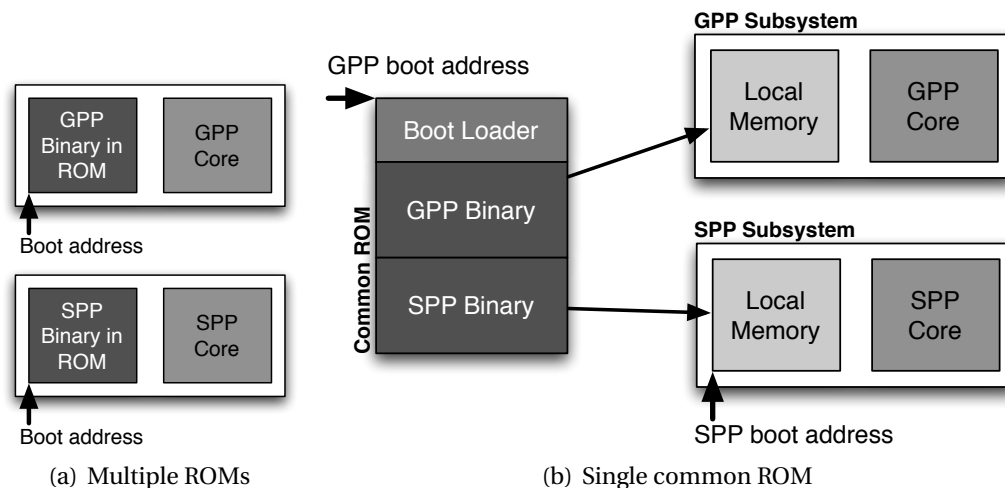 GPP
Binary in
ROM
GPP
Core
Boot address
SPP
Binary in
ROM
SPP
Core
Boot address
(a) Multiple ROMs
GPP boot address
Boot Loader
GPP Binary
SPP Binary
Common ROM
GPP Subsystem
Local
Memory
GPP
Core
SPP Subsystem
Local
Memory
SPP
Core
SPP boot address
(b) Single common ROM